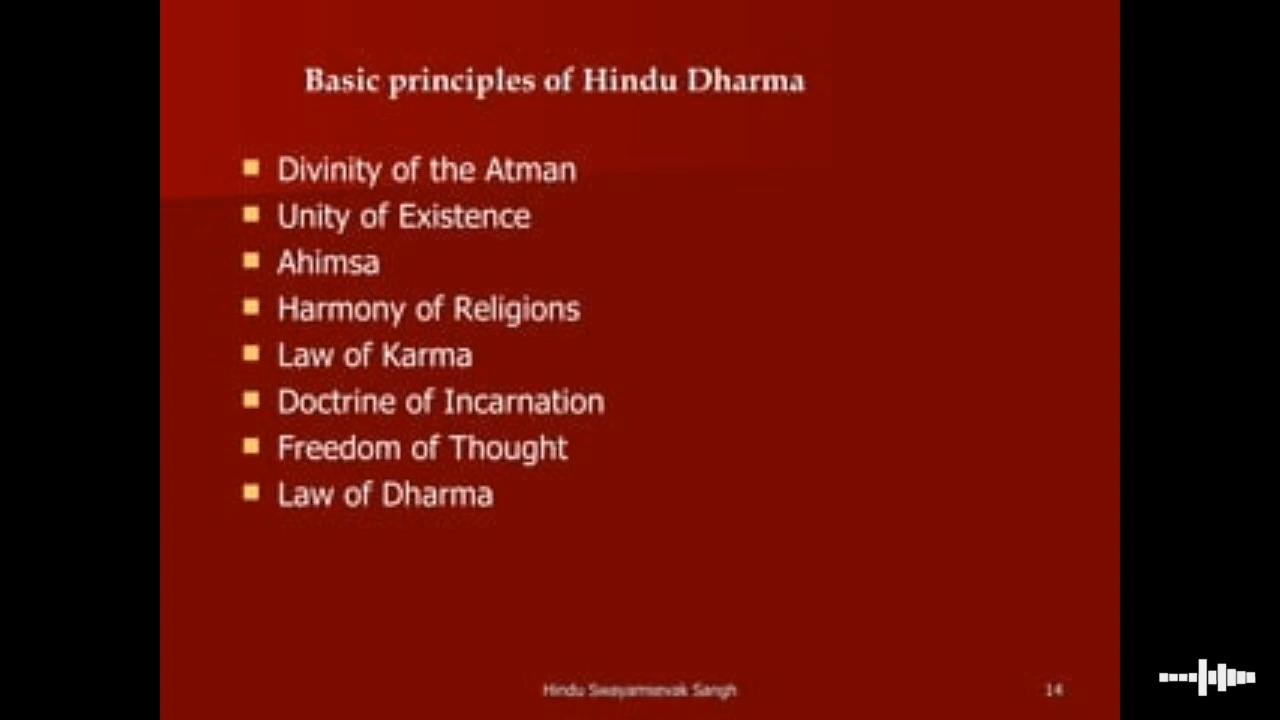 Basic principles of Hindu Dharma
Divinity of the Atman
Unity of Existence
Ahimsa
Harmony of Religions
Law of Karma
Doctrine of Incarnation
Freedom of Thought
Law of Dharma
Hindu Swayamsevak Sangh
14